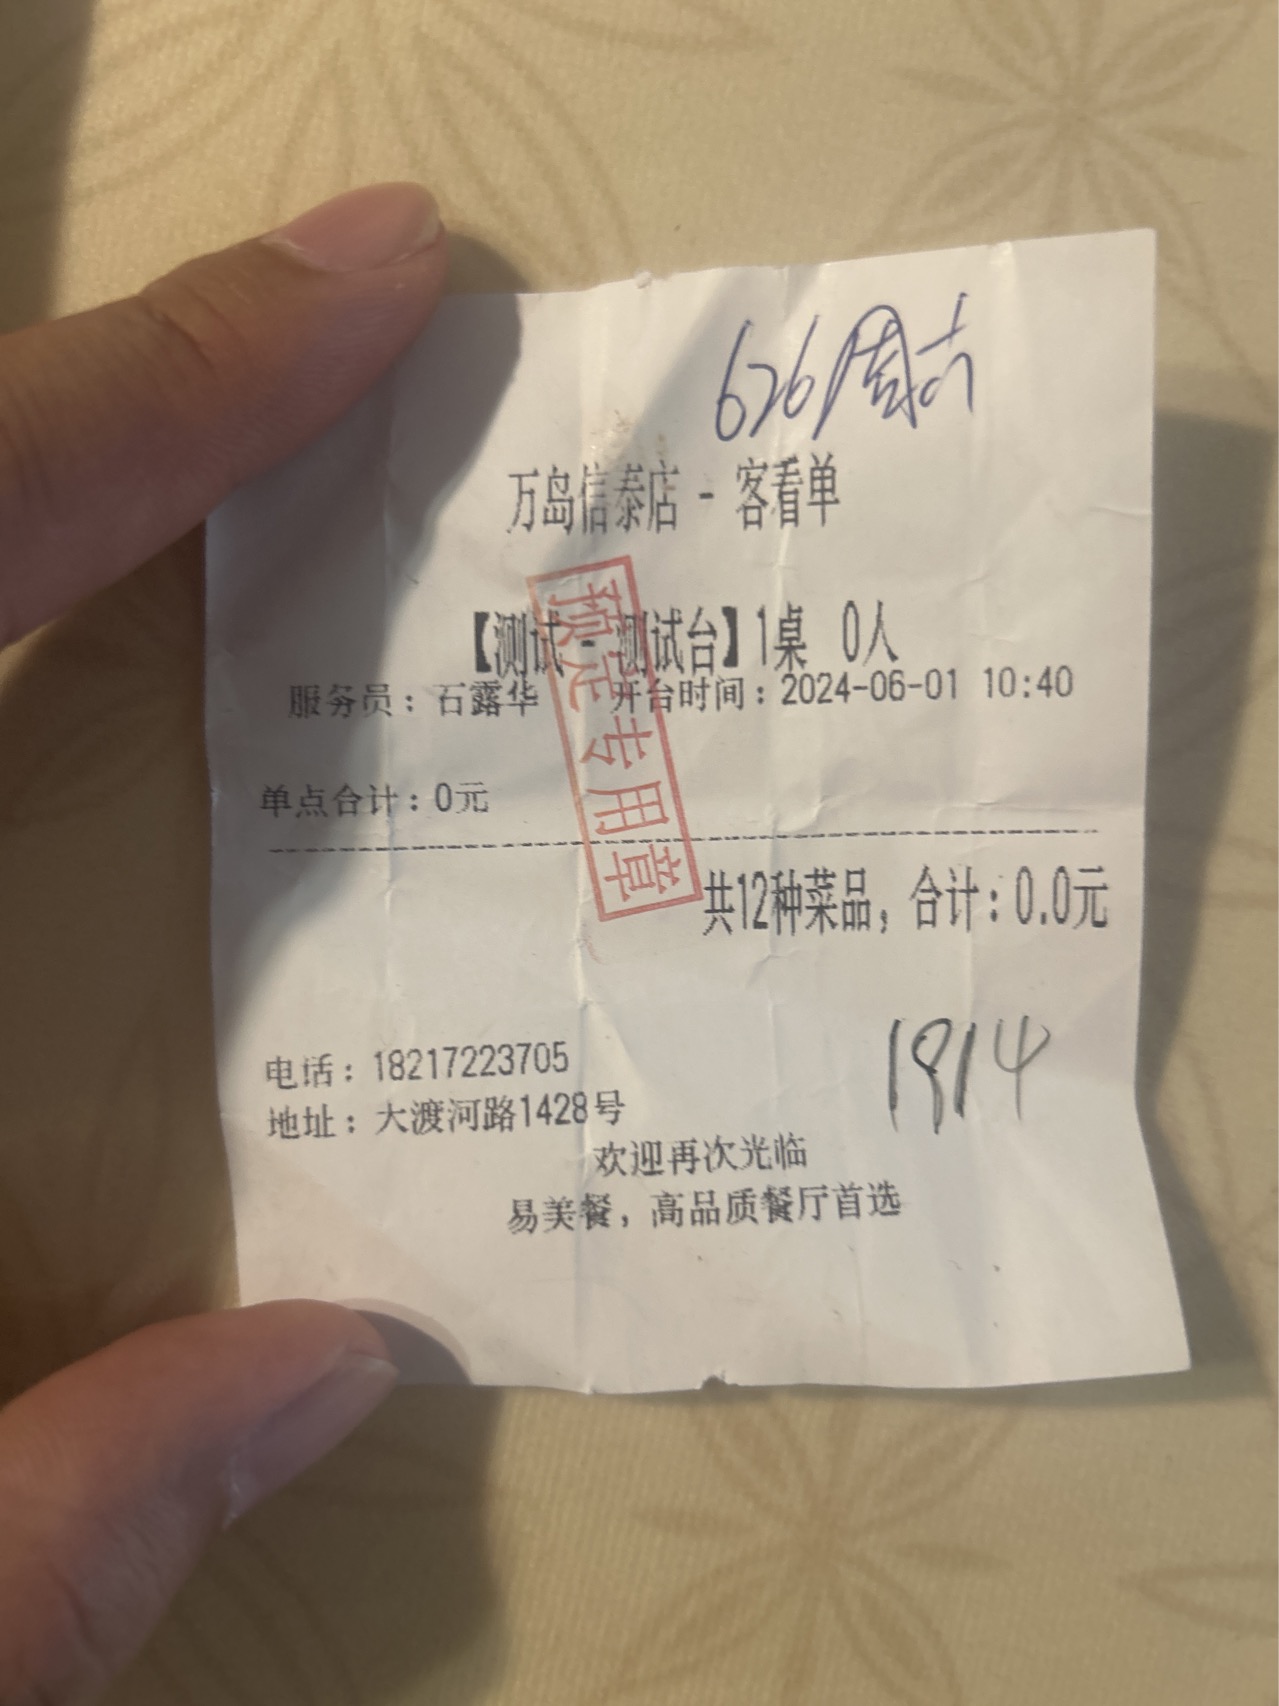 626周六
万岛信泰店 - 客看单
【测试 - 测试台】1桌 0人
服务员：石露华 开台时间：2024-06-01 10:40
单点合计：0元
预定专用章
共12种菜品，合计：0.0元
1814
电话：18217223705
地址：大渡河路1428号
欢迎再次光临
易美餐，高品质餐厅首选